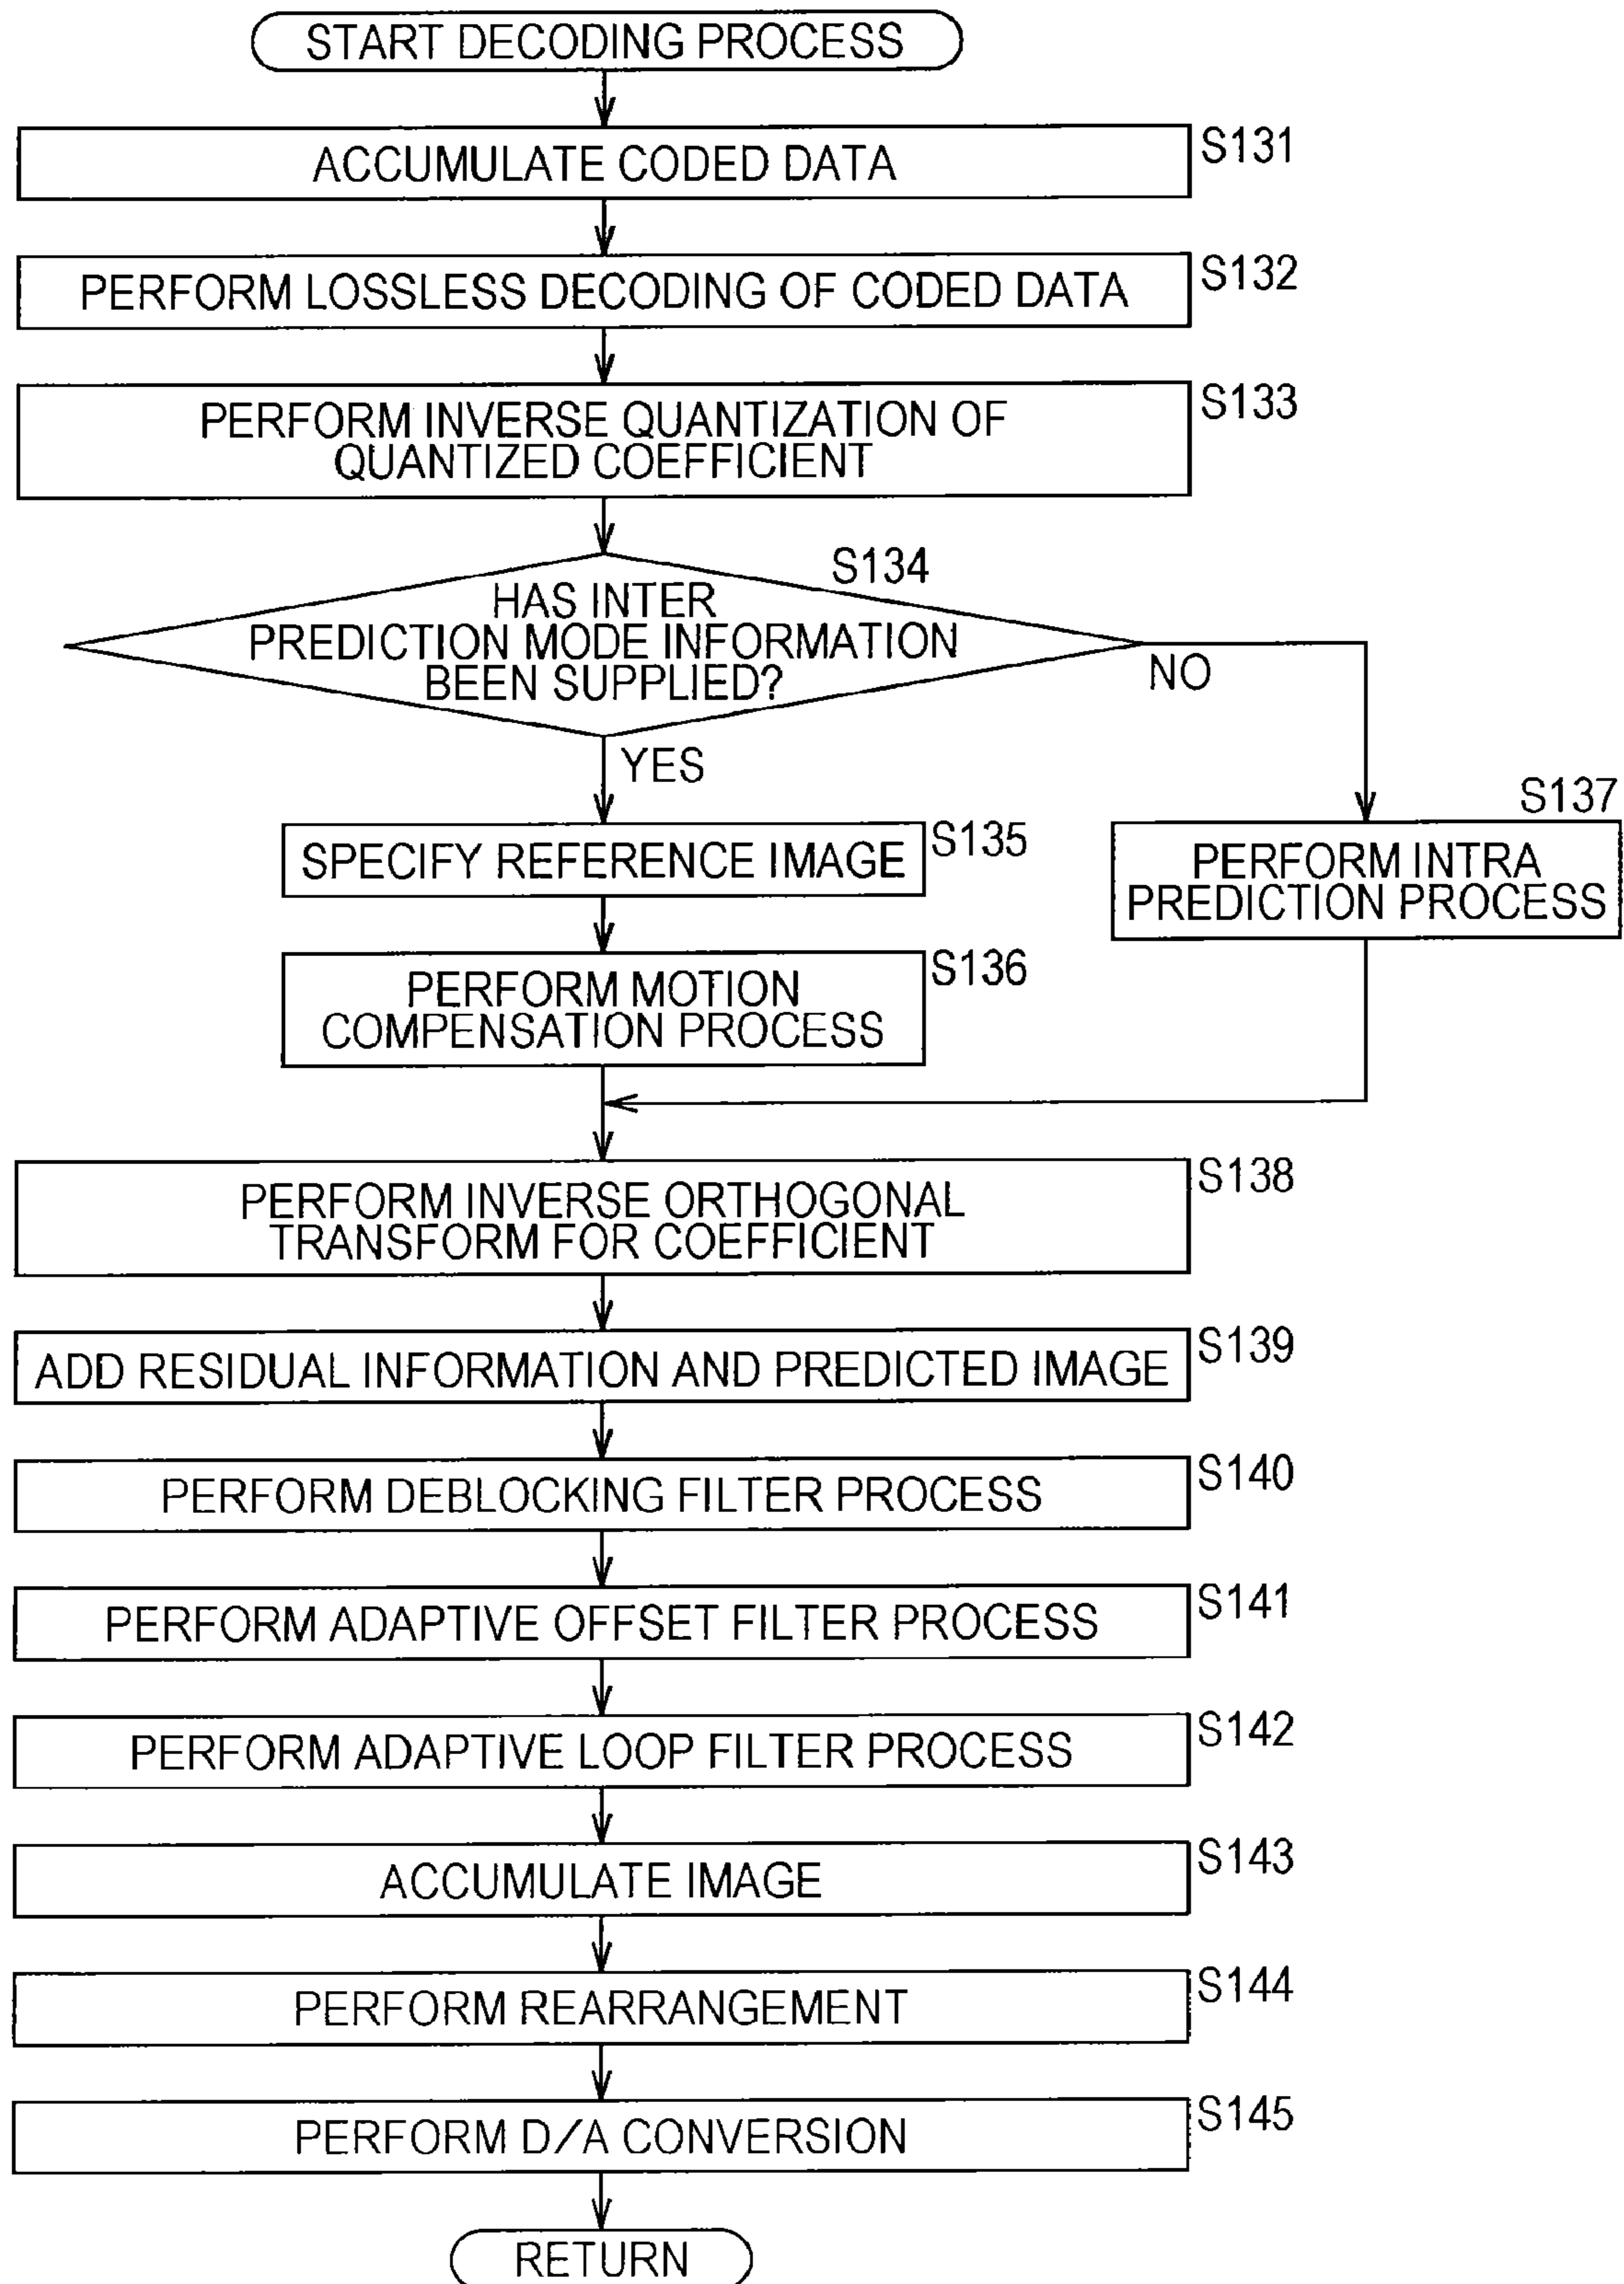 START DECODING PROCESS
ACCUMULATE CODED DATA
S131
PERFORM LOSSLESS DECODING OF CODED DATA
S132
PERFORM INVERSE QUANTIZATION OF
QUANTIZED COEFFICIENT
S133
S134
HAS INTER
PREDICTION MODE INFORMATION
BEEN SUPPLIED?
NO
YES
S135
SPECIFY REFERENCE IMAGE
S137
PERFORM INTRA
PREDICTION PROCESS
S136
PERFORM MOTION
COMPENSATION PROCESS
S138
PERFORM INVERSE ORTHOGONAL
TRANSFORM FOR COEFFICIENT
S139
ADD RESIDUAL INFORMATION AND PREDICTED IMAGE
S140
PERFORM DEBLOCKING FILTER PROCESS
S141
PERFORM ADAPTIVE OFFSET FILTER PROCESS
S142
PERFORM ADAPTIVE LOOP FILTER PROCESS
S143
ACCUMULATE IMAGE
S144
PERFORM REARRANGEMENT
S145
PERFORM D/A CONVERSION
RETURN